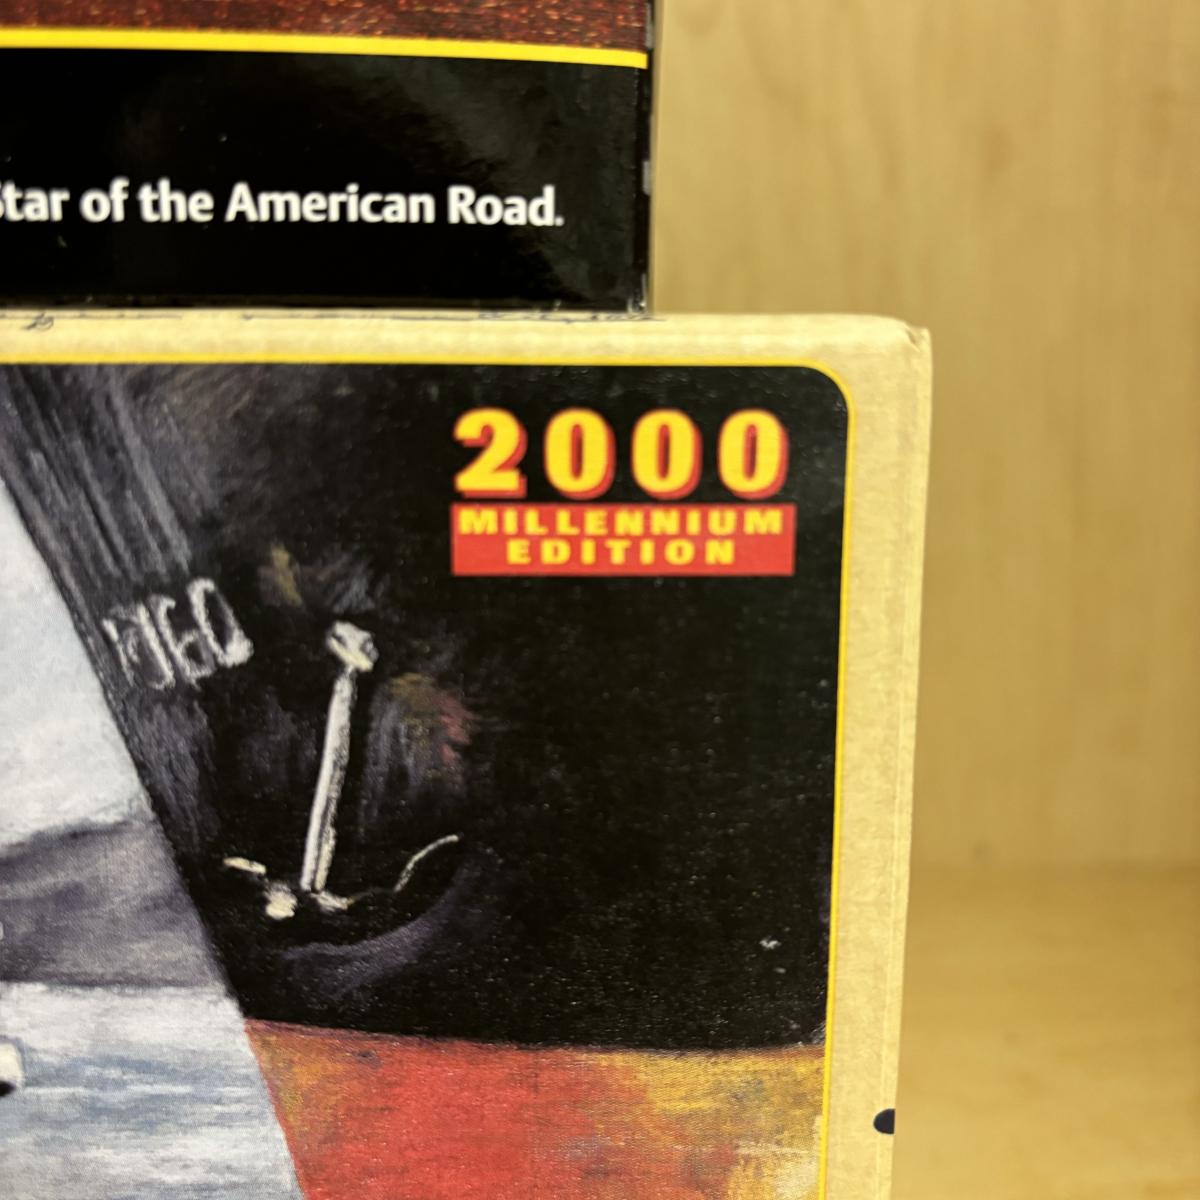 Star of the American Road.
2000
MILLENNIUM
EDITION